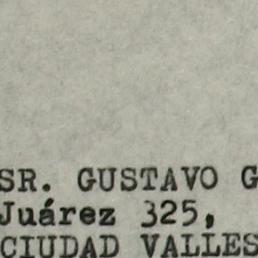 SR. GUSTAVO G
Juárez 325,
CIUDAD VALLES